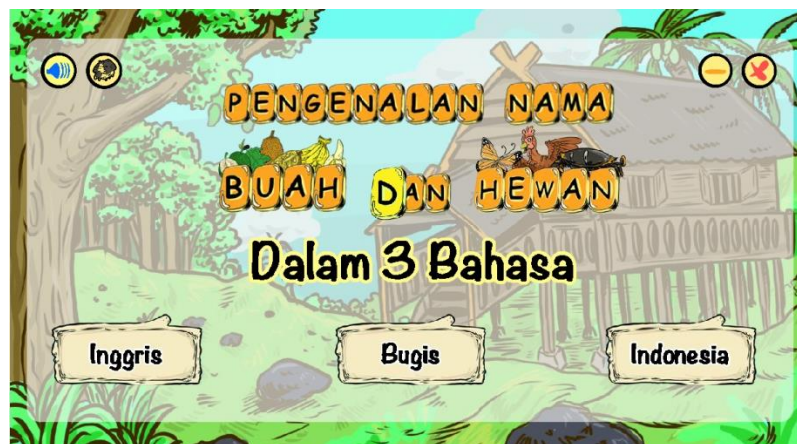 PENGENALAN NAMA
BUAH DAN HEWAN
Dalam 3 Bahasa
Inggris
Bugis
Indonesia